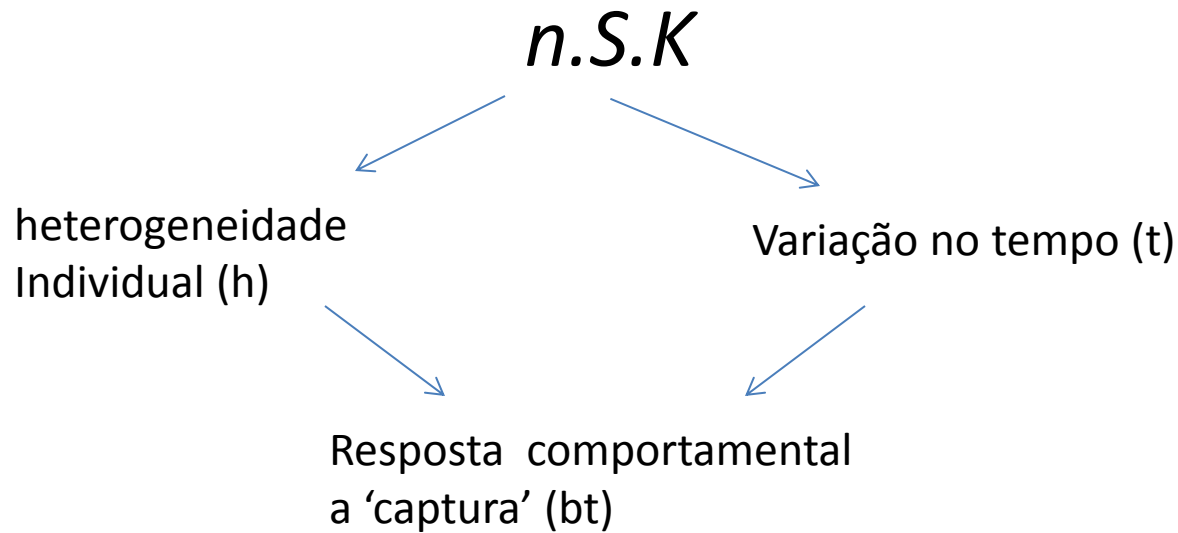 n.S.K
heterogeneidade
Individual (h)
Variação no tempo (t)
Resposta comportamental
a ‘captura’ (bt)